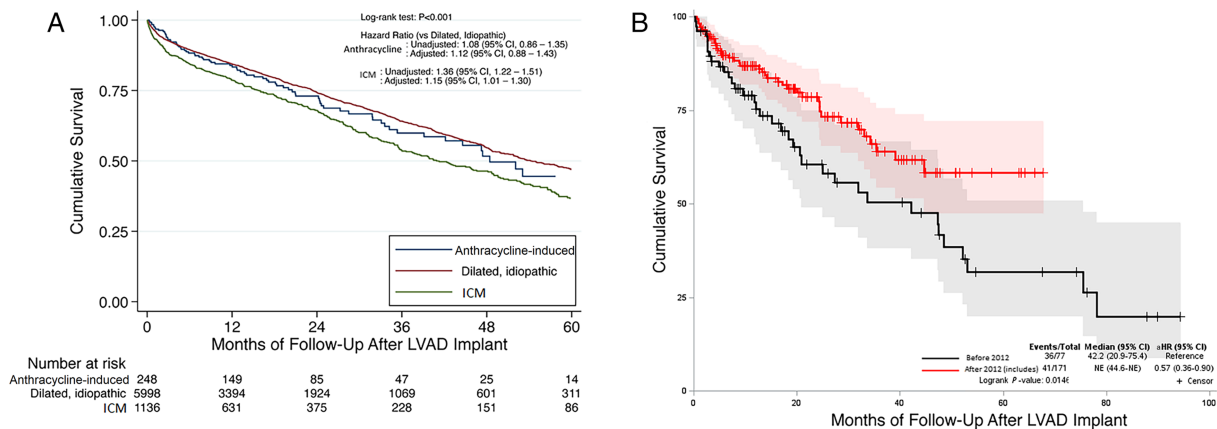 A
Log-rank test: P<0.001
Hazard Ratio (vs Dilated, Idiopathic)
Anthracycline : Unadjusted: 1.08 (95% CI, 0.86 – 1.35)
: Adjusted: 1.12 (95% CI, 0.88 – 1.43)
ICM : Unadjusted: 1.36 (95% CI, 1.22 – 1.51)
: Adjusted: 1.15 (95% CI, 1.01 – 1.30)
Cumulative Survival
1.00
0.75
0.50
0.25
0.00
Anthracycline-induced
Dilated, idiopathic
ICM
0 12 24 36 48 60
Months of Follow-Up After LVAD Implant
Number at risk
Anthracycline-induced 248 149 85 47 25 14
Dilated, idiopathic 5998 3394 1924 1069 601 311
ICM 1136 631 375 228 151 86
B
Cumulative Survival
100
75
50
25
0
Events/Total Median (95% CI) aHR (95% CI)
Before 2012 36/77 42.2 (20.9-75.4) Reference
After 2012 (includes) 41/171 NE (44.6-NE) 0.57 (0.36-0.90)
Logrank P-value: 0.0146
+ Censor
0 20 40 60 80 100
Months of Follow-Up After LVAD Implant